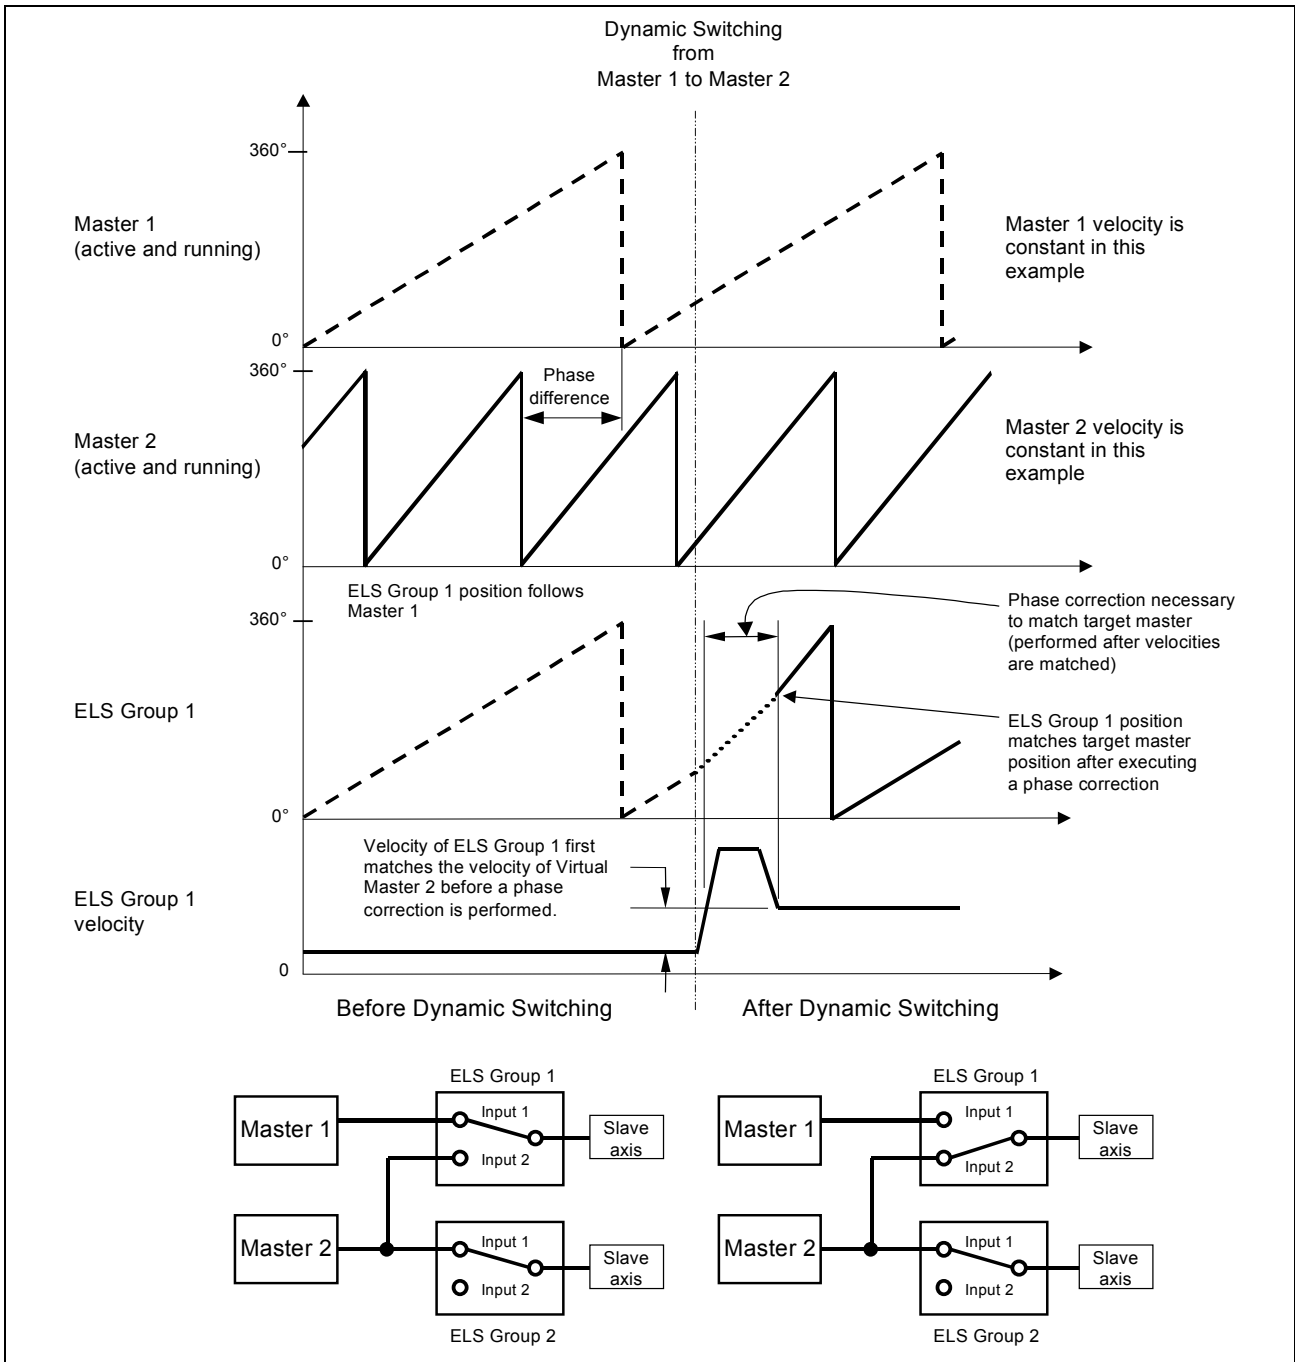 Dynamic Switching
from
Master 1 to Master 2
360°
Master 1
(active and running)
Master 1 velocity is
constant in this
example
0°
360°
Phase
difference
Master 2
(active and running)
Master 2 velocity is
constant in this
example
0°
ELS Group 1 position follows
Master 1
360°
Phase correction necessary
to match target master
(performed after velocities
are matched)
ELS Group 1
ELS Group 1 position
matches target master
position after executing
a phase correction
0°
Velocity of ELS Group 1 first
matches the velocity of Virtual
Master 2 before a phase
correction is performed.
ELS Group 1
velocity
0
Before Dynamic Switching
After Dynamic Switching
ELS Group 1
Master 1
Input 1
Input 2
Slave
axis
Master 2
Input 1
Input 2
Slave
axis
ELS Group 2
ELS Group 1
Master 1
Input 1
Input 2
Slave
axis
Master 2
Input 1
Input 2
Slave
axis
ELS Group 2